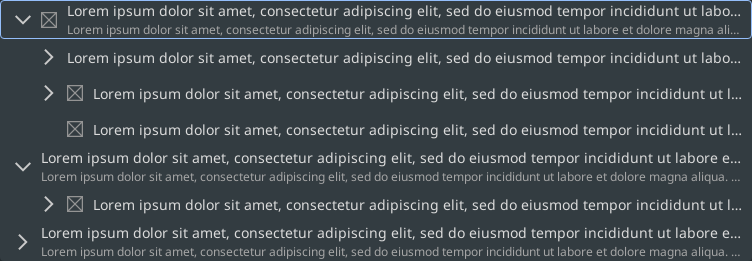 Lorem ipsum dolor sit amet, consectetur adipiscing elit, sed do eiusmod tempor incididunt ut labo...
Lorem ipsum dolor sit amet, consectetur adipiscing elit, sed do eiusmod tempor incididunt ut labore et dolore magna ali...
Lorem ipsum dolor sit amet, consectetur adipiscing elit, sed do eiusmod tempor incididunt ut labo...
Lorem ipsum dolor sit amet, consectetur adipiscing elit, sed do eiusmod tempor incididunt ut l...
Lorem ipsum dolor sit amet, consectetur adipiscing elit, sed do eiusmod tempor incididunt ut l...
Lorem ipsum dolor sit amet, consectetur adipiscing elit, sed do eiusmod tempor incididunt ut labore e...
Lorem ipsum dolor sit amet, consectetur adipiscing elit, sed do eiusmod tempor incididunt ut labore et dolore magna aliqua. ...
Lorem ipsum dolor sit amet, consectetur adipiscing elit, sed do eiusmod tempor incididunt ut l...
Lorem ipsum dolor sit amet, consectetur adipiscing elit, sed do eiusmod tempor incididunt ut labore e...
Lorem ipsum dolor sit amet, consectetur adipiscing elit, sed do eiusmod tempor incididunt ut labore et dolore magna aliqua. ...